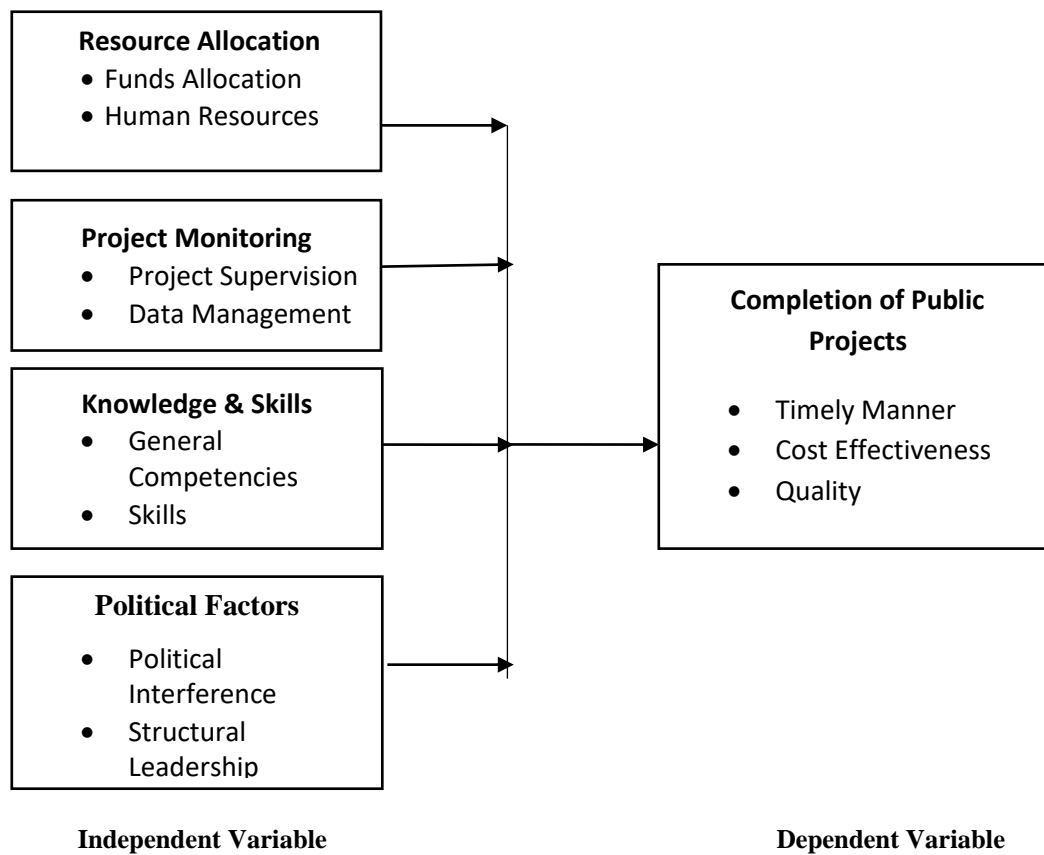 Resource Allocation
• Funds Allocation
• Human Resources
Project Monitoring
• Project Supervision
• Data Management
Knowledge & Skills
• General
Competencies
• Skills
Political Factors
• Political
Interference
• Structural
Leadership
Independent Variable
Completion of Public
Projects
• Timely Manner
• Cost Effectiveness
• Quality
Dependent Variable